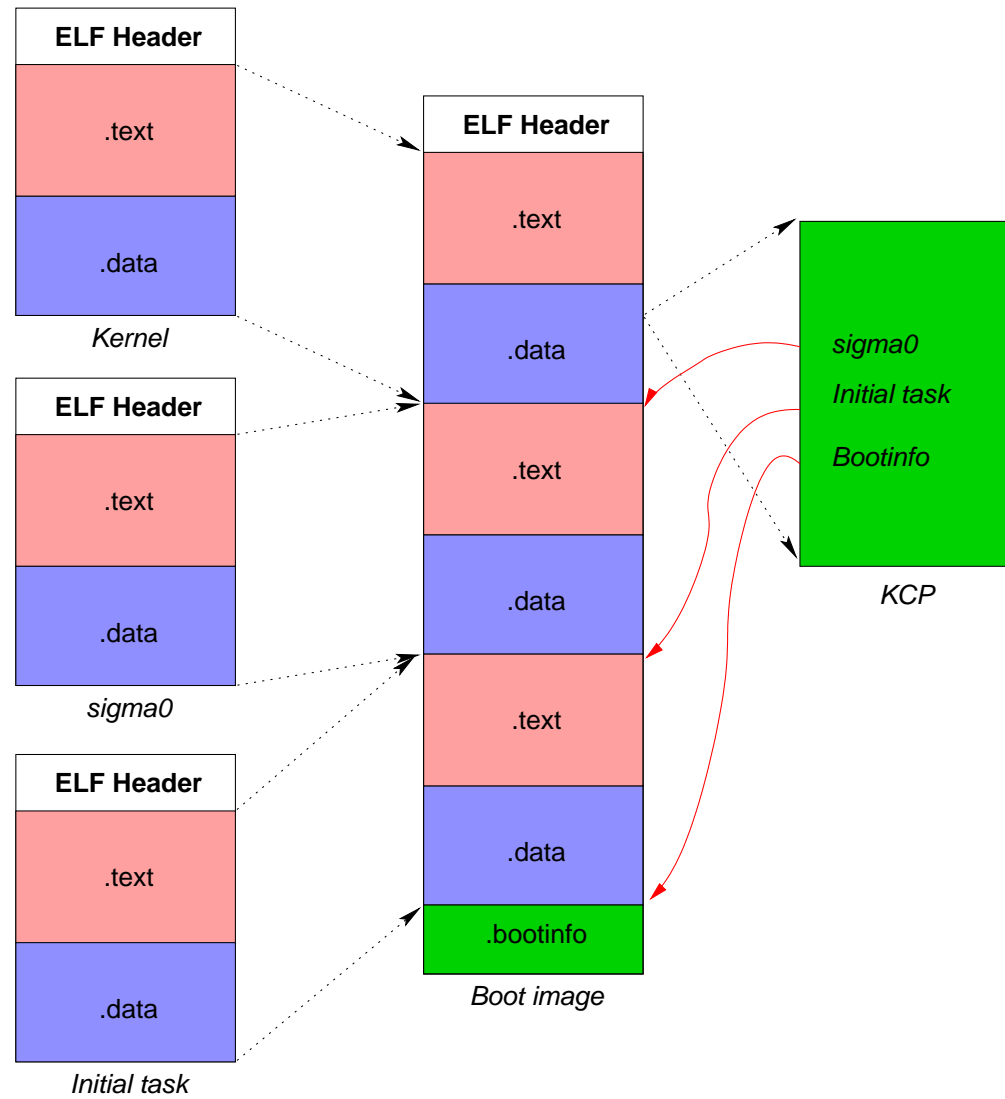 ELF Header
.text
.data
Kernel
ELF Header
.text
.data
sigma0
ELF Header
.text
.data
Initial task
ELF Header
.text
.data
.text
.data
.text
.data
.bootinfo
Boot image
sigma0
Initial task
Bootinfo
KCP